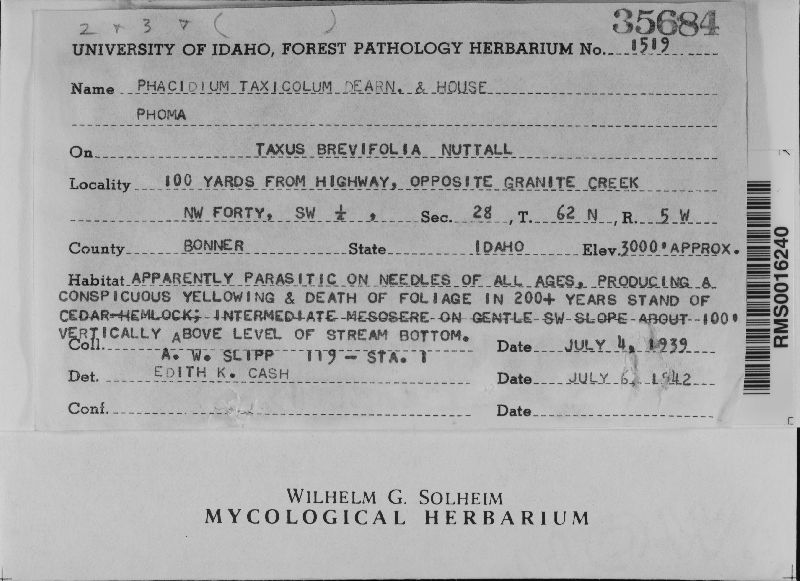 2 + 3 ( )
35684
UNIVERSITY OF IDAHO, FOREST PATHOLOGY HERBARIUM No. 1519
Name PHACIDIUM TAXICOLUM DEARN. & HOUSE
PHOMA
On TAXUS BREVIFOLIA NUTTALL
Locality 100 YARDS FROM HIGHWAY, OPPOSITE GRANITE CREEK
NW FORTY, SW ¼, Sec. 28, T. 62 N, R. 5 W
County BONNER State IDAHO Elev. 3000' APPROX.
Habitat APPARENTLY PARASITIC ON NEEDLES OF ALL AGES, PRODUCING A
CONSPICUOUS YELLOWING & DEATH OF FOLIAGE IN 200+ YEARS STAND OF
CEDAR-HEMLOCK; INTERMEDIATE MESOSERE ON GENTLE SW SLOPE ABOUT 100'
VERTICALLY ABOVE LEVEL OF STREAM BOTTOM.
Coll. A. W. SLIPP 119 - STA. 1 Date JULY 4, 1939
Det. EDITH K. CASH Date JULY 6, 1942
Conf. Date
RMS0016240
WILHELM G. SOLHEIM
MYCOLOGICAL HERBARIUM